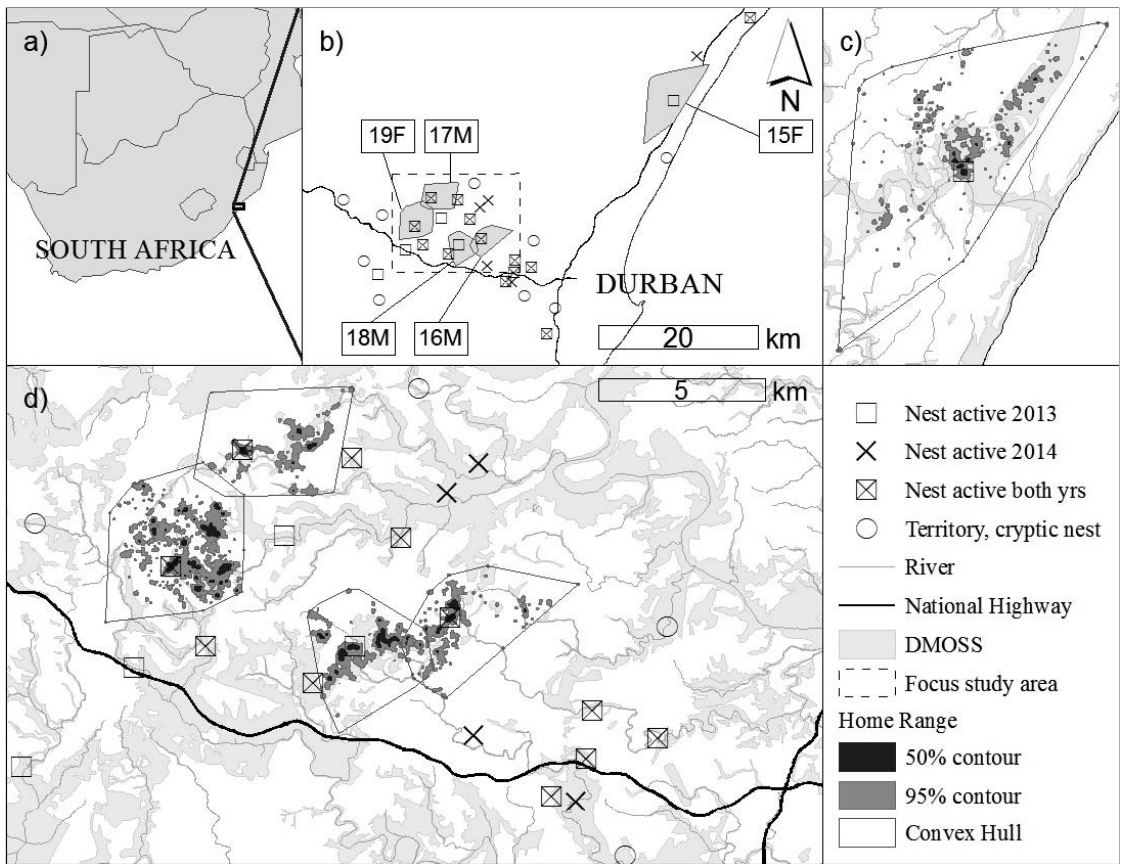 a)
SOUTH AFRICA
b)
19F
17M
15F
N
DURBAN
18M
16M
20 km
c)
d)
5 km
Nest active 2013
Nest active 2014
Nest active both yrs
Territory, cryptic nest
River
National Highway
DMOSS
Focus study area
Home Range
50% contour
95% contour
Convex Hull